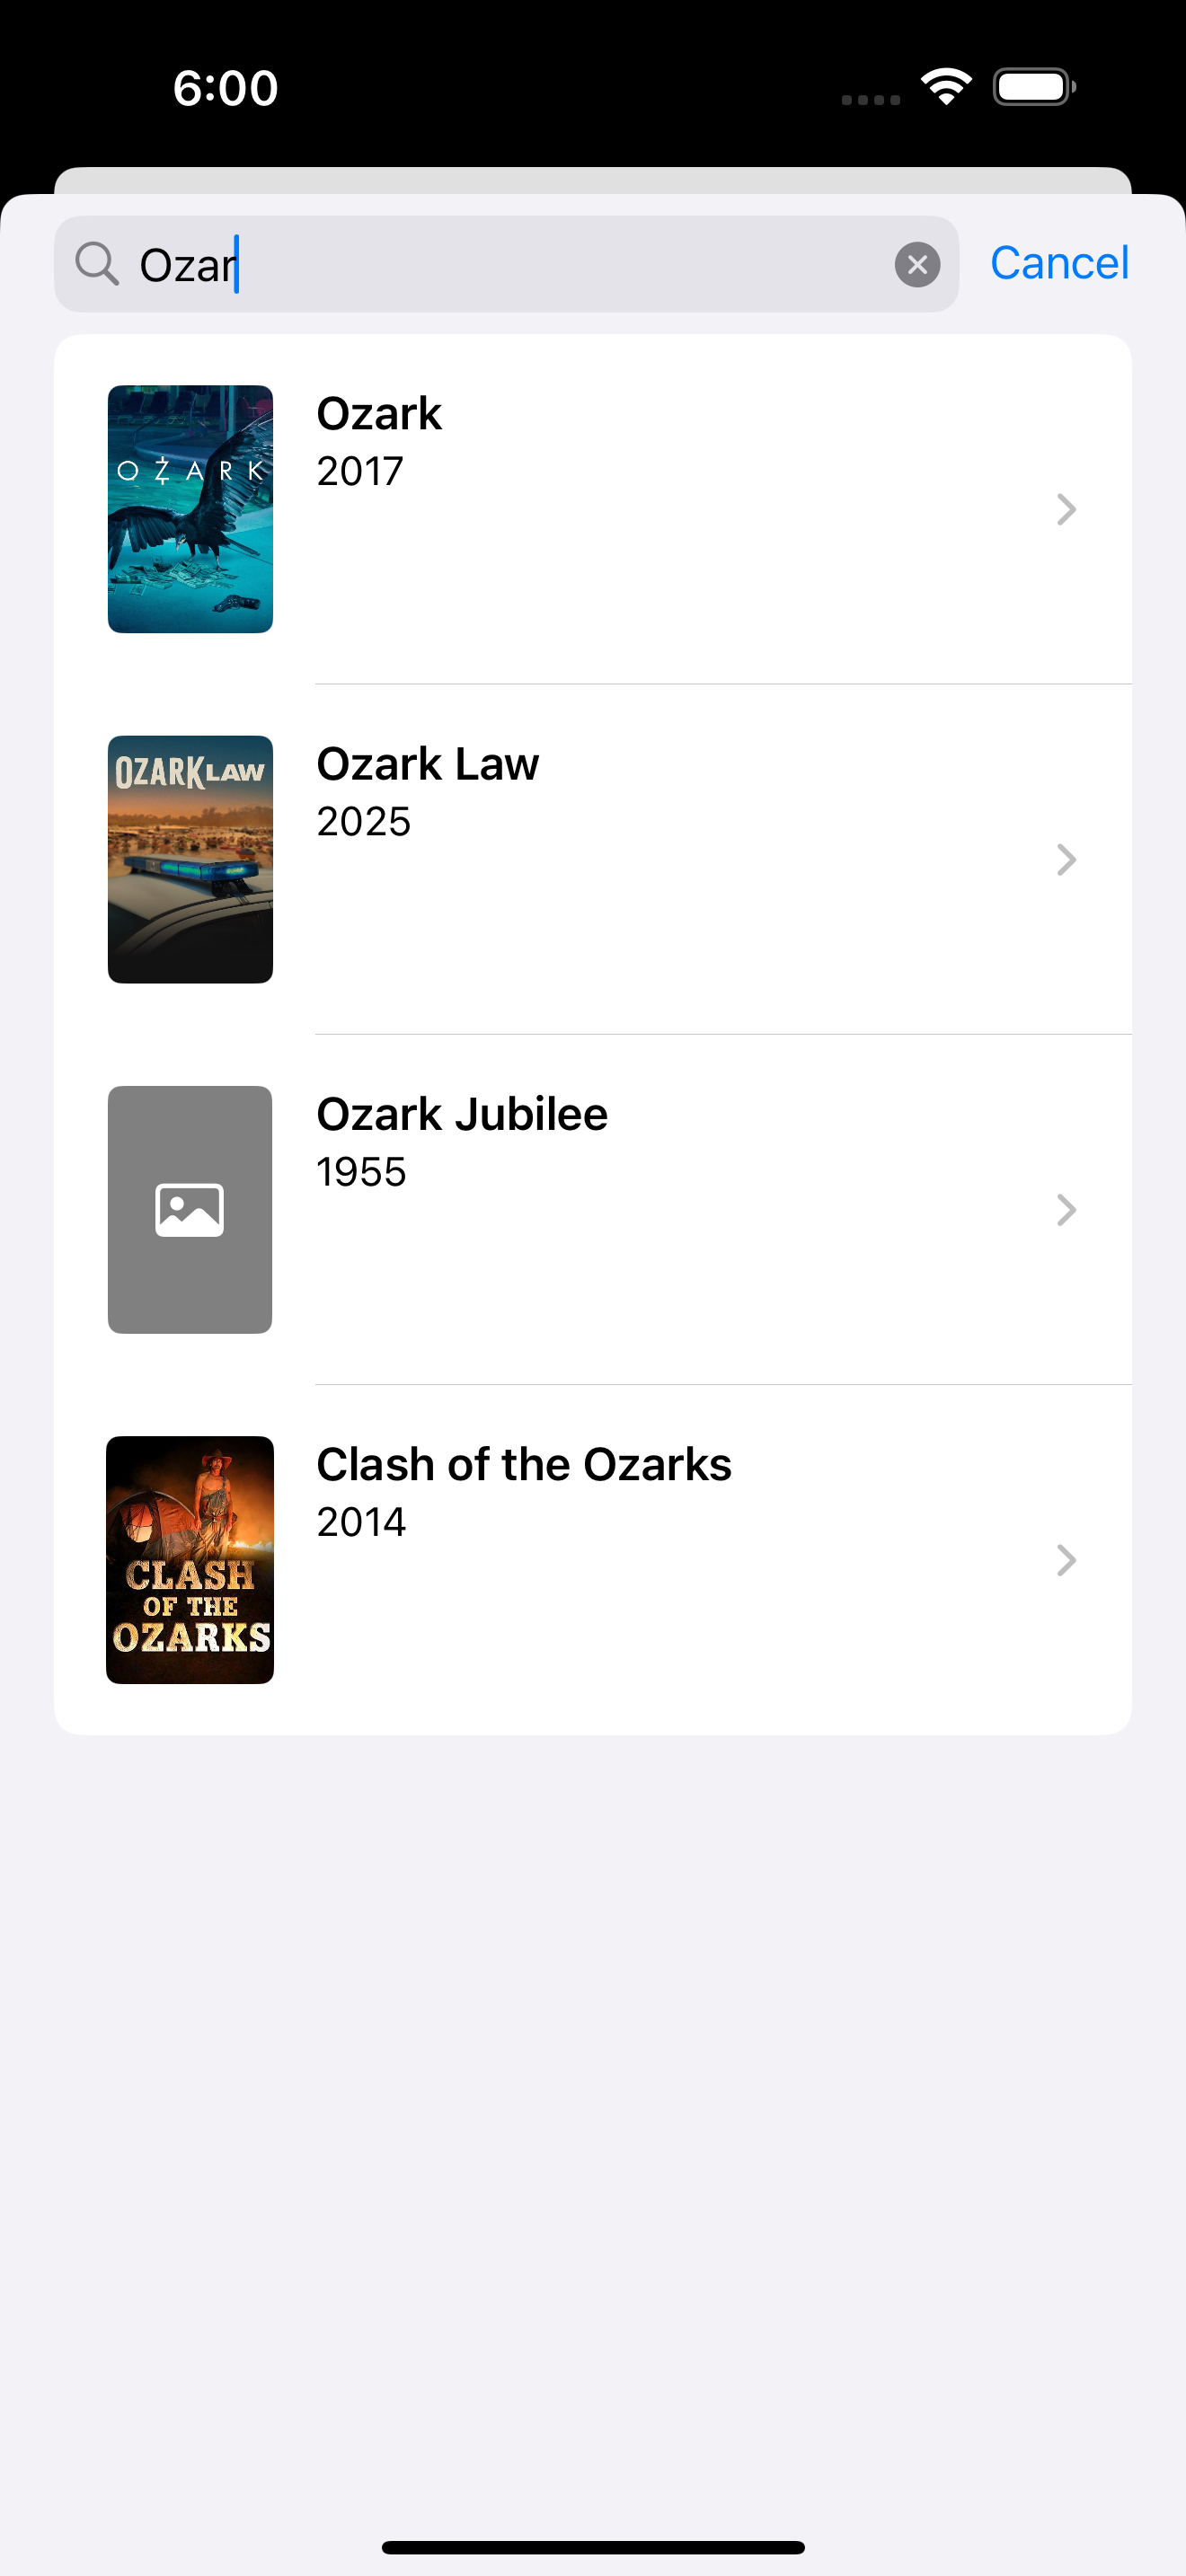 6:00
Ozar
Cancel
OZARK
Ozark
2017
OZARK LAW
Ozark Law
2025
Ozark Jubilee
1955
CLASH
OF THE
OZARKS
Clash of the Ozarks
2014